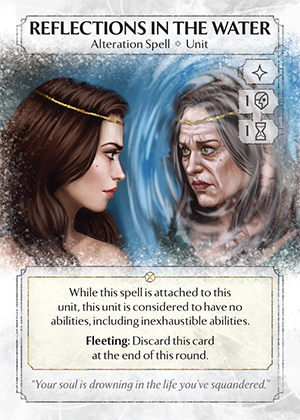 REFLECTIONS IN THE WATER
Alteration Spell ⟡ Unit
1
1
While this spell is attached to this
unit, this unit is considered to have no
abilities, including inexhaustible abilities.
Fleeting: Discard this card
at the end of this round.
"Your soul is drowning in the life you've squandered."